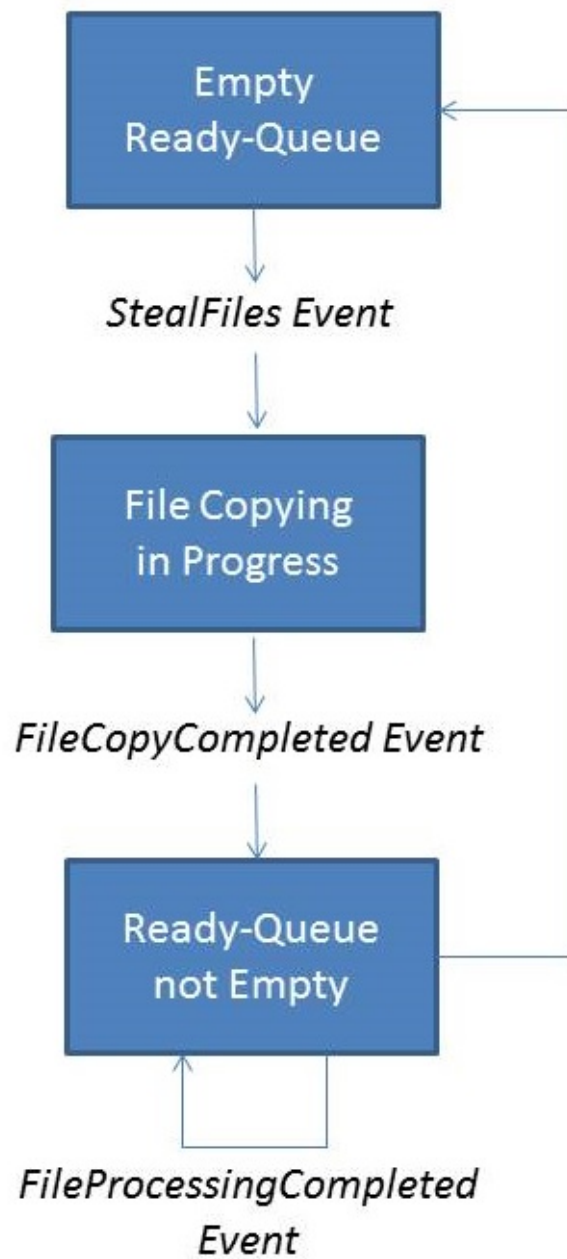 Empty
Ready-Queue
StealFiles Event
File Copying
in Progress
FileCopyCompleted Event
Ready-Queue
not Empty
FileProcessingCompleted
Event